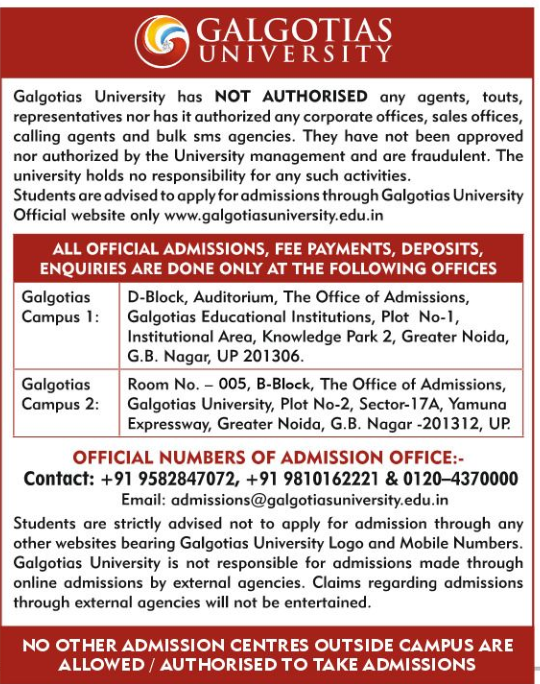 GALGOTIAS
UNIVERSITY
Galgotias University has NOT AUTHORISED any agents, touts,
representatives nor has it authorized any corporate offices, sales offices,
calling agents and bulk sms agencies. They have not been approved
nor authorized by the University management and are fraudulent. The
university holds no responsibility for any such activities.
Students are advised to apply for admissions through Galgotias University
Official website only www.galgotiasuniversity.edu.in
ALL OFFICIAL ADMISSIONS, FEE PAYMENTS, DEPOSITS,
ENQUIRIES ARE DONE ONLY AT THE FOLLOWING OFFICES
Galgotias
Campus 1:
D-Block, Auditorium, The Office of Admissions,
Galgotias Educational Institutions, Plot No-1,
Institutional Area, Knowledge Park 2, Greater Noida,
G.B. Nagar, UP 201306.
Galgotias
Campus 2:
Room No. – 005, B-Block, The Office of Admissions,
Galgotias University, Plot No-2, Sector-17A, Yamuna
Expressway, Greater Noida, G.B. Nagar -201312, UP.
OFFICIAL NUMBERS OF ADMISSION OFFICE:-
Contact: +91 9582847072, +91 9810162221 & 0120–4370000
Email: admissions@galgotiasuniversity.edu.in
Students are strictly advised not to apply for admission through any
other websites bearing Galgotias University Logo and Mobile Numbers.
Galgotias University is not responsible for admissions made through
online admissions by external agencies. Claims regarding admissions
through external agencies will not be entertained.
NO OTHER ADMISSION CENTRES OUTSIDE CAMPUS ARE
ALLOWED / AUTHORISED TO TAKE ADMISSIONS